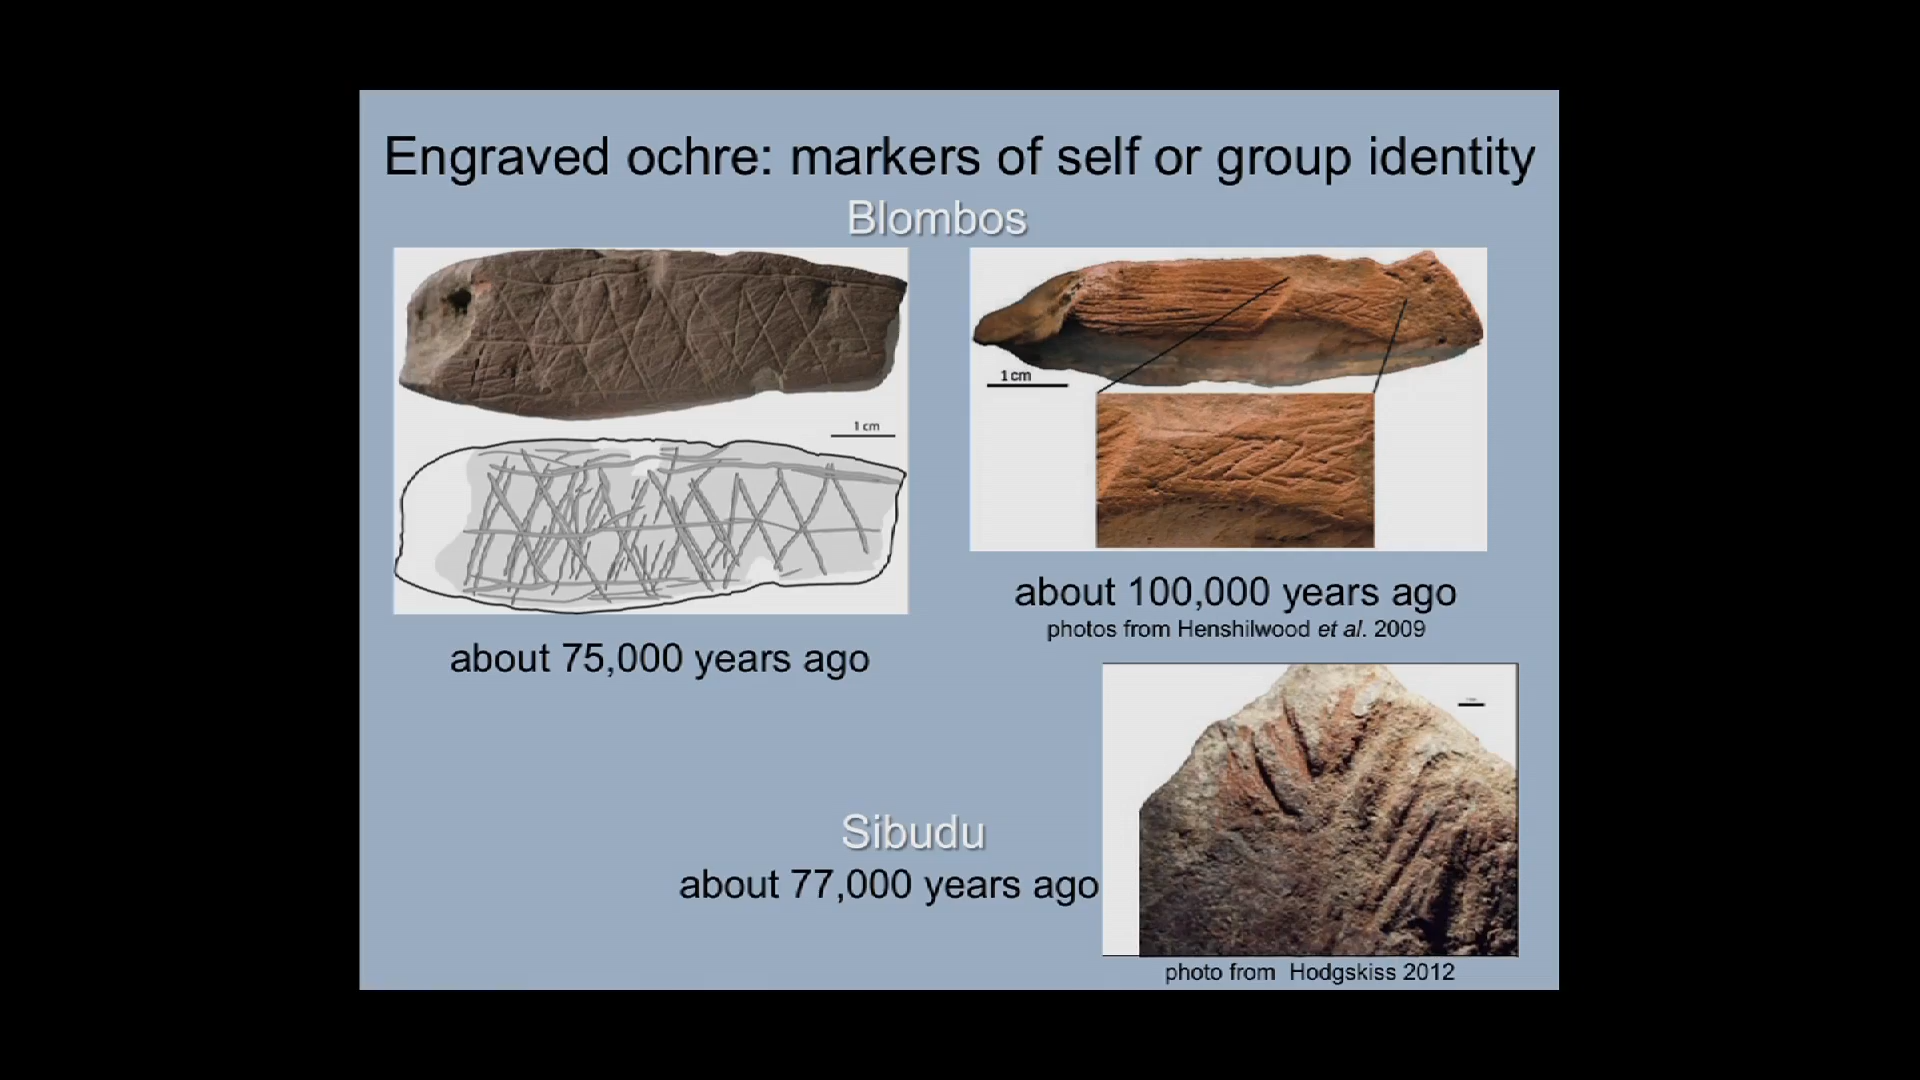 Engraved ochre: markers of self or group identity
Blombos
1 cm
about 75,000 years ago
1 cm
about 100,000 years ago
photos from Henshilwood et al. 2009
Sibudu
about 77,000 years ago
photo from Hodgskiss 2012